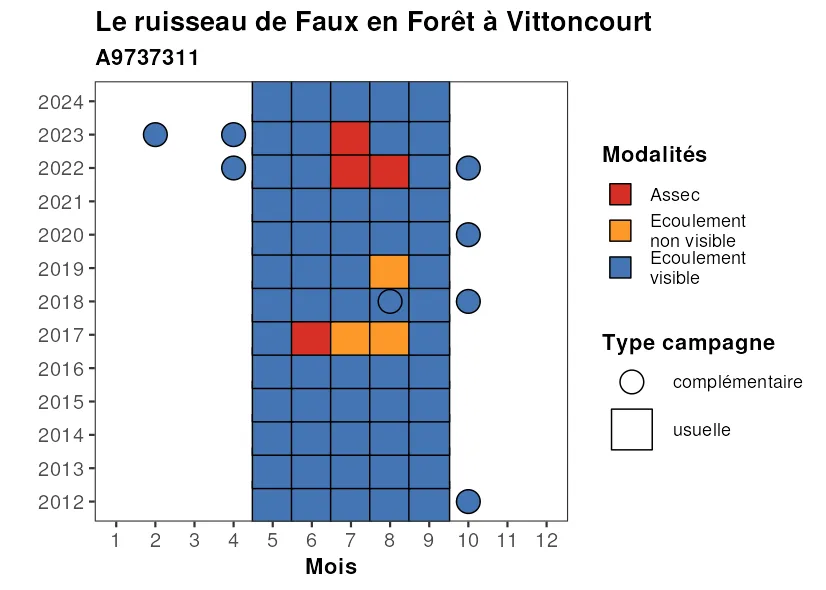 Le ruisseau de Faux en Forêt à Vittoncourt
A9737311
2024
2023
2022
2021
2020
2019
2018
2017
2016
2015
2014
2013
2012
1 2 3 4 5 6 7 8 9 10 11 12
Mois
Modalités
Assec
Ecoulement
non visible
Ecoulement
visible
Type campagne
complémentaire
usuelle